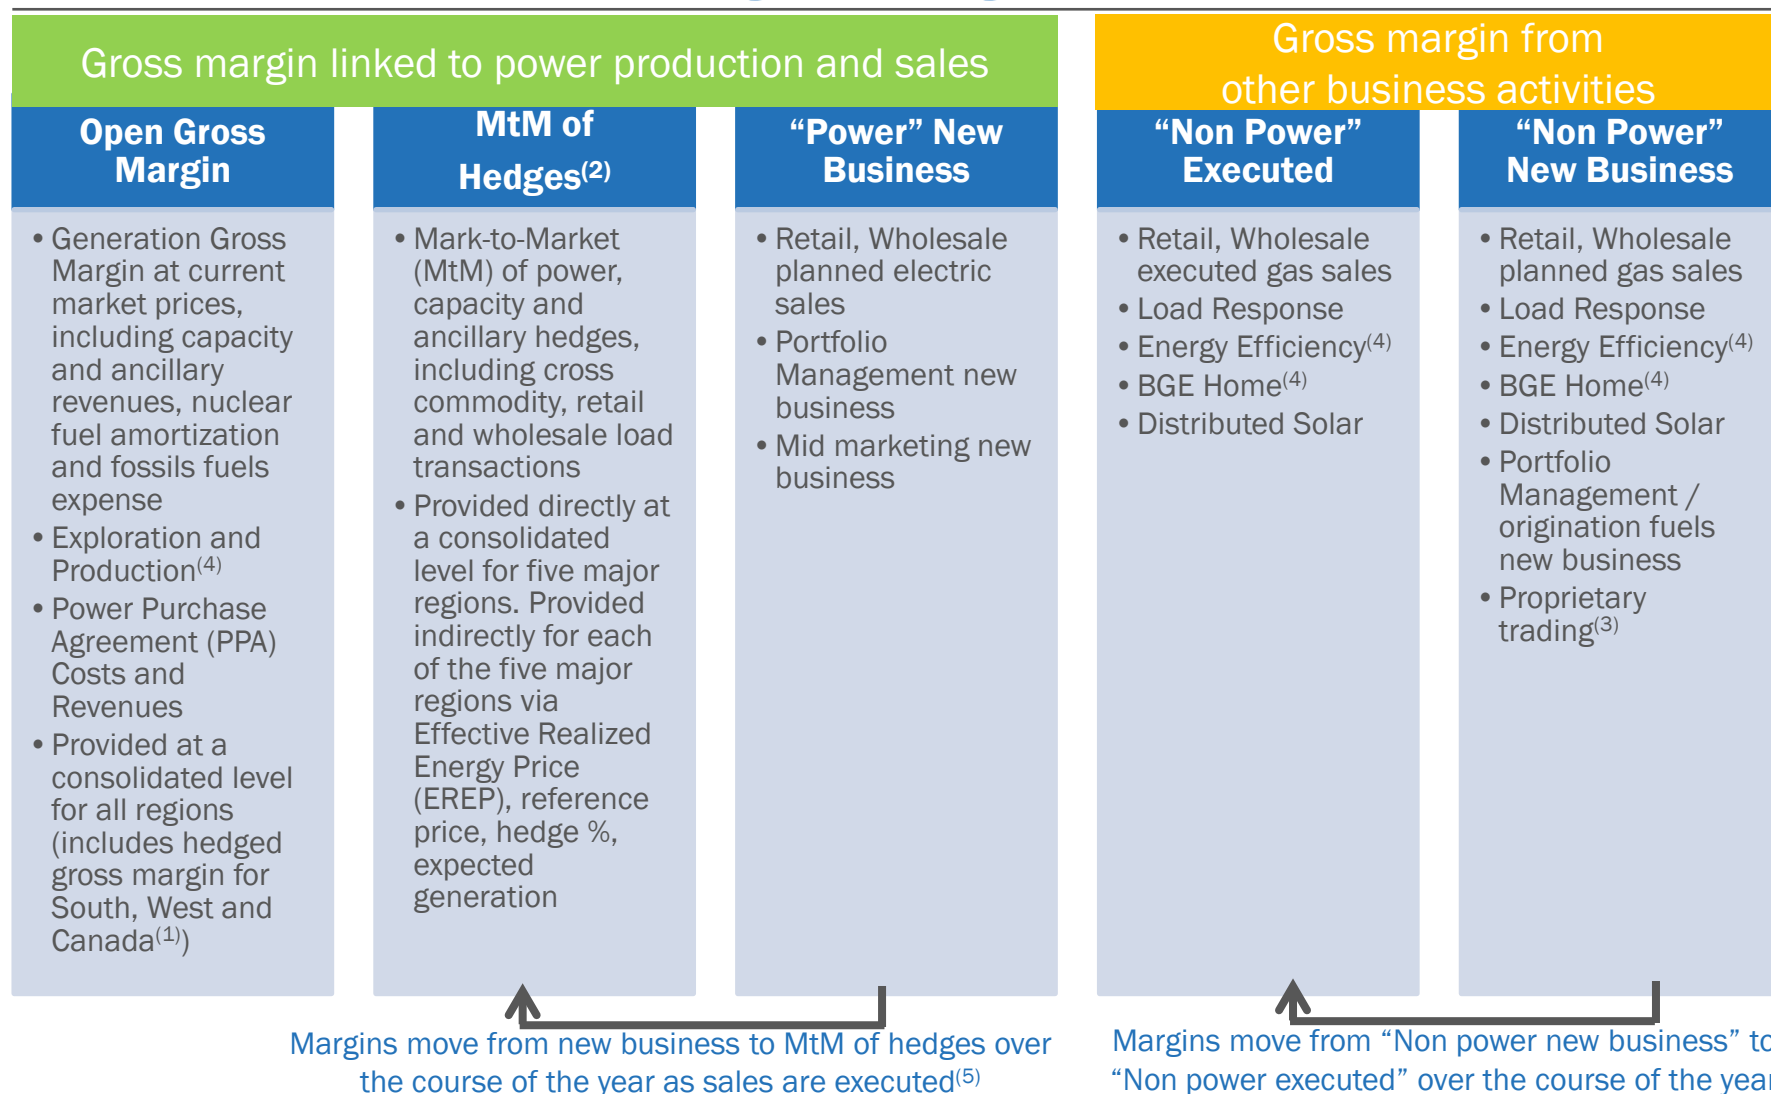 Gross margin linked to power production and sales
Gross margin from
other business activities
Open Gross
Margin
• Generation Gross
Margin at current
market prices,
including capacity
and ancillary
revenues, nuclear
fuel amortization
and fossils fuels
expense
• Exploration and
Production(4)
• Power Purchase
Agreement (PPA)
Costs and
Revenues
• Provided at a
consolidated level
for all regions
(includes hedged
gross margin for
South, West and
Canada(1))
MtM of
Hedges(2)
• Mark-to-Market
(MtM) of power,
capacity and
ancillary hedges,
including cross
commodity, retail
and wholesale load
transactions
• Provided directly at
a consolidated
level for five major
regions. Provided
indirectly for each
of the five major
regions via
Effective Realized
Energy Price
(EREP), reference
price, hedge %,
expected
generation
“Power” New
Business
• Retail, Wholesale
planned electric
sales
• Portfolio
Management new
business
• Mid marketing new
business
“Non Power”
Executed
• Retail, Wholesale
executed gas sales
• Load Response
• Energy Efficiency(4)
• BGE Home(4)
• Distributed Solar
“Non Power”
New Business
• Retail, Wholesale
planned gas sales
• Load Response
• Energy Efficiency(4)
• BGE Home(4)
• Distributed Solar
• Portfolio
Management /
origination fuels
new business
• Proprietary
trading(3)
Margins move from new business to MtM of hedges over
the course of the year as sales are executed(5)
Margins move from “Non power new business” to
“Non power executed” over the course of the year